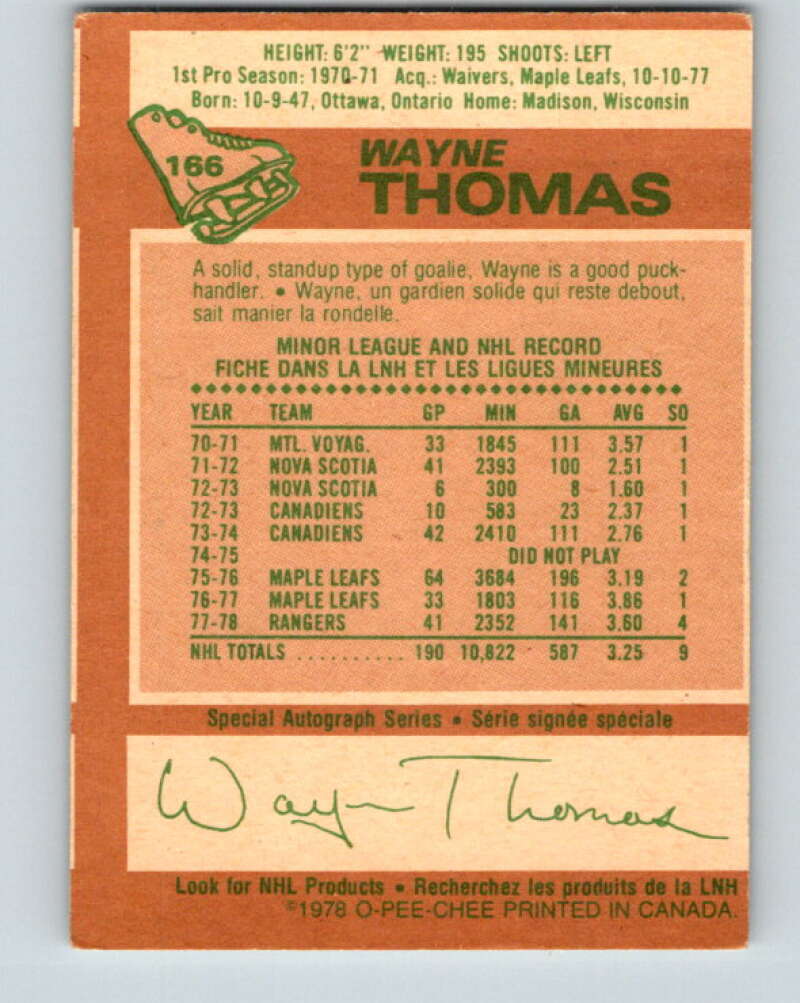 HEIGHT: 6'2" WEIGHT: 195 SHOOTS: LEFT
1st Pro Season: 1970-71 Acq.: Waivers, Maple Leafs, 10-10-77
Born: 10-9-47, Ottawa, Ontario Home: Madison, Wisconsin
166
WAYNE
THOMAS
A solid, standup type of goalie, Wayne is a good puck-
handler. • Wayne, un gardien solide qui reste debout,
sait manier la rondelle.
MINOR LEAGUE AND NHL RECORD
FICHE DANS LA LNH ET LES LIGUES MINEURES
YEAR TEAM GP MIN GA AVG SO
70-71 MTL. VOYAG. 33 1845 111 3.57 1
71-72 NOVA SCOTIA 41 2393 100 2.51 1
72-73 NOVA SCOTIA 6 300 8 1.60 1
72-73 CANADIENS 10 583 23 2.37 1
73-74 CANADIENS 42 2410 111 2.76 1
74-75 DID NOT PLAY
75-76 MAPLE LEAFS 64 3684 196 3.19 2
76-77 MAPLE LEAFS 33 1803 116 3.86 1
77-78 RANGERS 41 2352 141 3.60 4
NHL TOTALS .......... 190 10,822 587 3.25 9
Special Autograph Series • Série signée spéciale
Wayne Thomas
Look for NHL Products • Recherchez les produits de la LNH
©1978 O-PEE-CHEE PRINTED IN CANADA.